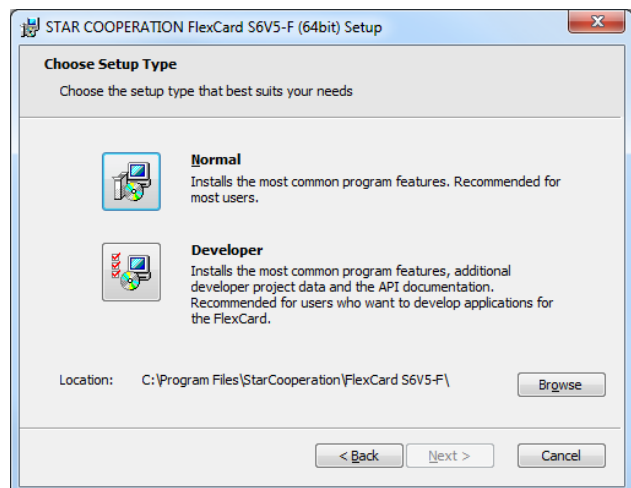 STAR COOPERATION FlexCard S6V5-F (64bit) Setup
Choose Setup Type
Choose the setup type that best suits your needs
Normal
Installs the most common program features. Recommended for
most users.
Developer
Installs the most common program features, additional
developer project data and the API documentation.
Recommended for users who want to develop applications for
the FlexCard.
Location: C:\Program Files\StarCooperation\FlexCard S6V5-F\ Browse
< Back Next > Cancel